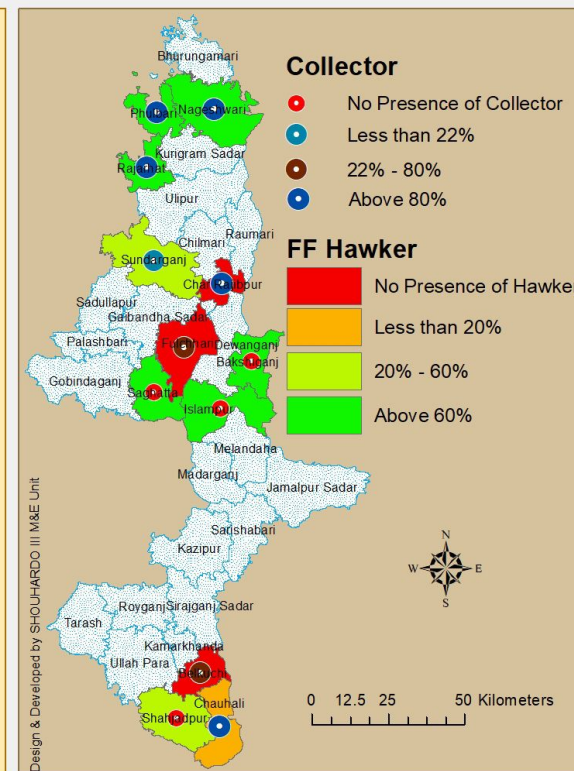 Collector
No Presence of Collector
Less than 22%
22% - 80%
Above 80%
FF Hawker
No Presence of Hawke
Less than 20%
20% - 60%
Above 60%
Bhurungamari
Phulbari
Nageshwari
Kurigram Sadar
Rajarhat
Ulipur
Raumari
Chilmari
Sundarganj
Char Rajibpur
Sadullapur
Gaibandha Sadar
Palashbari
Fulchhari
Dewanganj
Bakshiganj
Gobindaganj
Saghatta
Islampur
Melandaha
Madarganj
Jamalpur Sadar
Sarishabari
Kazipur
Royganj
Sirajganj Sadar
Tarash
Kamarkhanda
Ullah Para
Belkuchi
Chauhali
Shahjadpur
N
W
E
S
0 12.5 25 50 Kilometers
Design & Developed by SHOUHARDO III M&E Unit